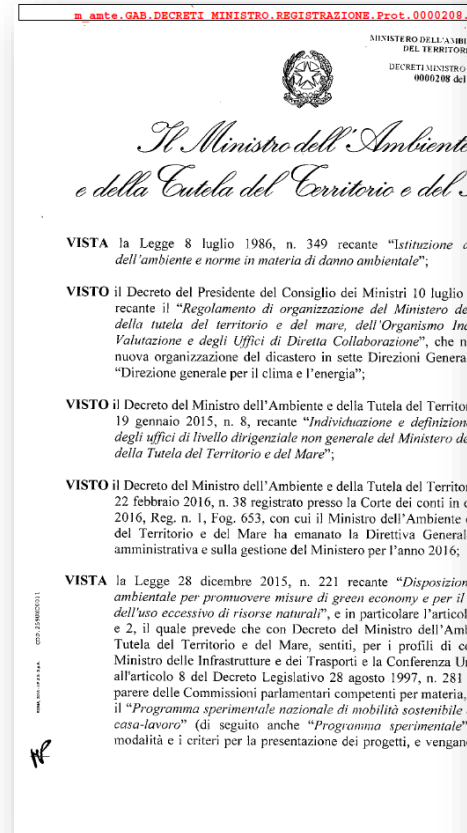 m_amte.GAB.DECRETI MINISTRO.REGISTRAZIONE.Prot.0000208.
MINISTERO DELL'AMBI
DEL TERRITORI
DECRETI MINISTRO
0000208 del
Il Ministro dell'Ambiente
e della Tutela del Territorio e del
VISTA la Legge 8 luglio 1986, n. 349 recante "Istituzione
dell'ambiente e norme in materia di danno ambientale";
VISTO il Decreto del Presidente del Consiglio dei Ministri 10 luglio
recante il "Regolamento di organizzazione del Ministero de
della tutela del territorio e del mare, dell'Organismo In
Valutazione e degli Uffici di Diretta Collaborazione", che n
nuova organizzazione del dicastero in sette Direzioni Genera
"Direzione generale per il clima e l'energia";
VISTO il Decreto del Ministro dell'Ambiente e della Tutela del Territo
19 gennaio 2015, n. 8, recante "Individuazione e definizione
degli uffici di livello dirigenziale non generale del Ministero de
della Tutela del Territorio e del Mare";
VISTO il Decreto del Ministro dell'Ambiente e della Tutela del Territo
22 febbraio 2016, n. 38 registrato presso la Corte dei conti in
2016, Reg. n. 1, Fog. 653, con cui il Ministro dell'Ambiente
del Territorio e del Mare ha emanato la Direttiva General
amministrativa e sulla gestione del Ministero per l'anno 2016;
VISTA la Legge 28 dicembre 2015, n. 221 recante "Disposizion
ambientale per promuovere misure di green economy e per il
dell'uso eccessivo di risorse naturali", e in particolare l'articol
e 2, il quale prevede che con Decreto del Ministro dell'Amb
Tutela del Territorio e del Mare, sentiti, per i profili di co
Ministro delle Infrastrutture e dei Trasporti e la Conferenza Un
all'articolo 8 del Decreto Legislativo 28 agosto 1997, n. 281
parere delle Commissioni parlamentari competenti per materia,
il "Programma sperimentale nazionale di mobilità sostenibile
casa-lavoro" (di seguito anche "Programma sperimentale"
modalità e i criteri per la presentazione dei progetti, e vengan